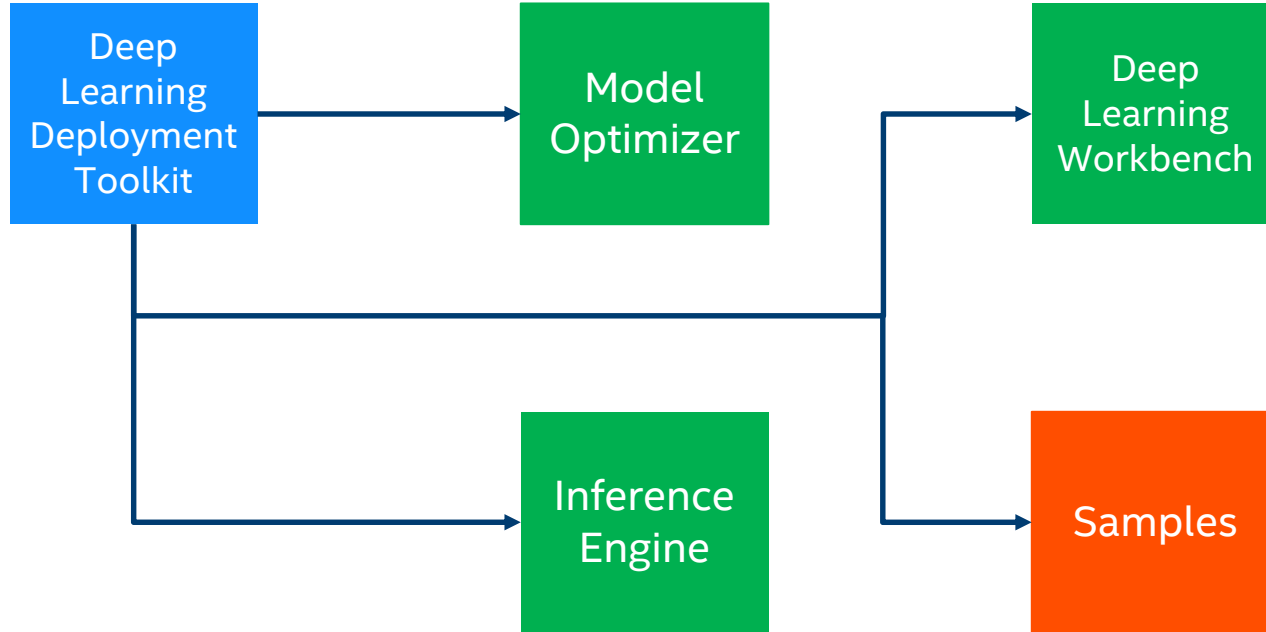 Deep
Learning
Deployment
Toolkit
Model
Optimizer
Deep
Learning
Workbench
Inference
Engine
Samples